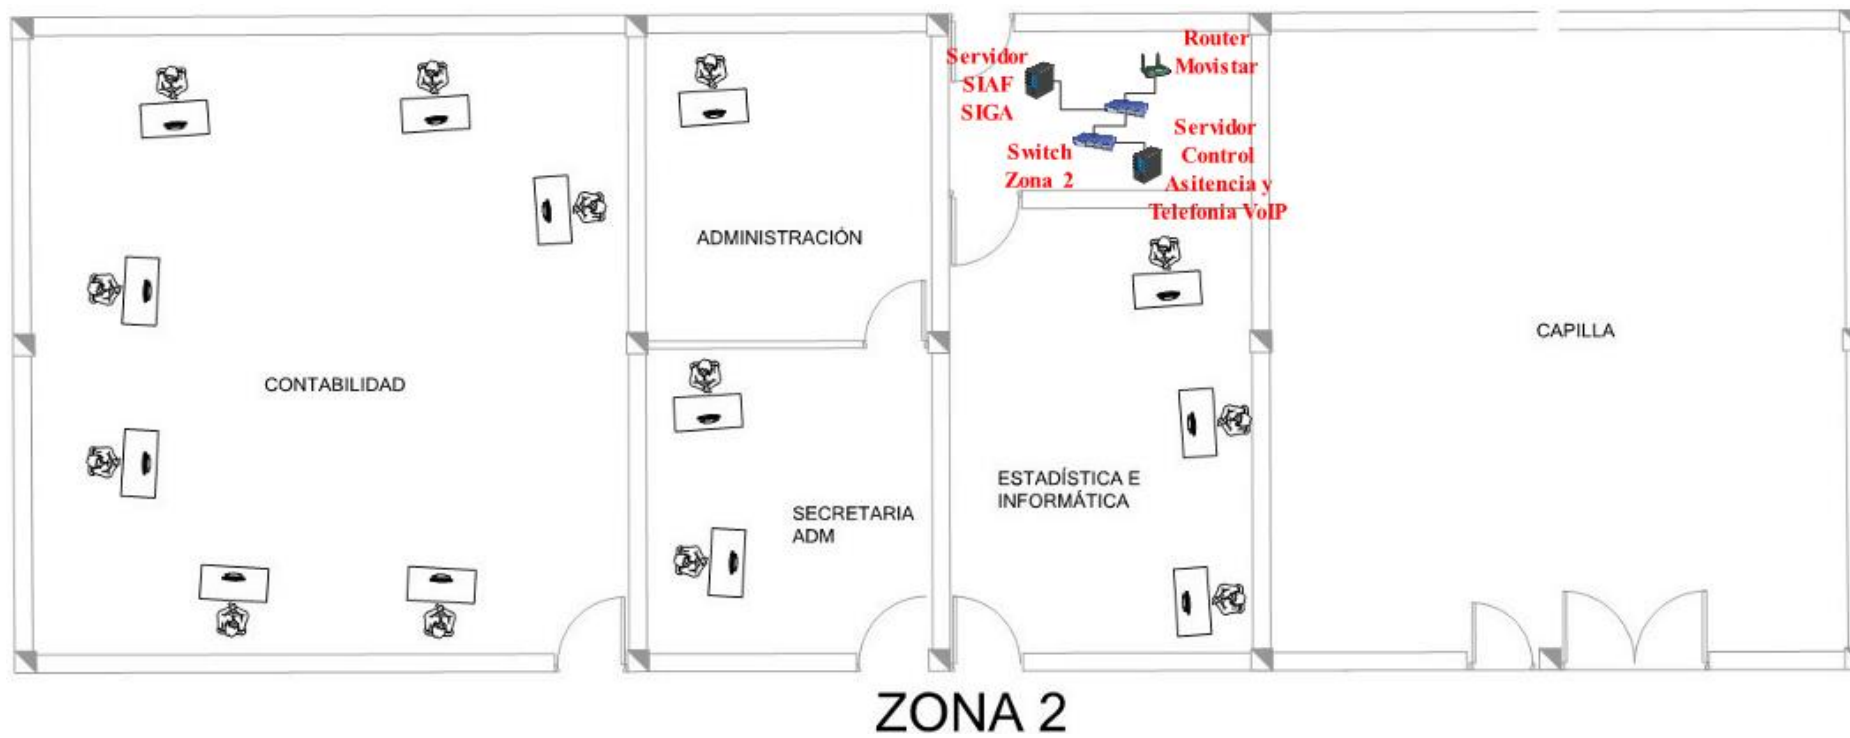 Servidor
SIAF
SIGA
Router
Movistar
Switch
Zona 2
Servidor
Control
Asitencia y
Telefonia VoIP
ADMINISTRACIÓN
CONTABILIDAD
CAPILLA
ESTADÍSTICA E
INFORMÁTICA
SECRETARIA
ADM
ZONA 2